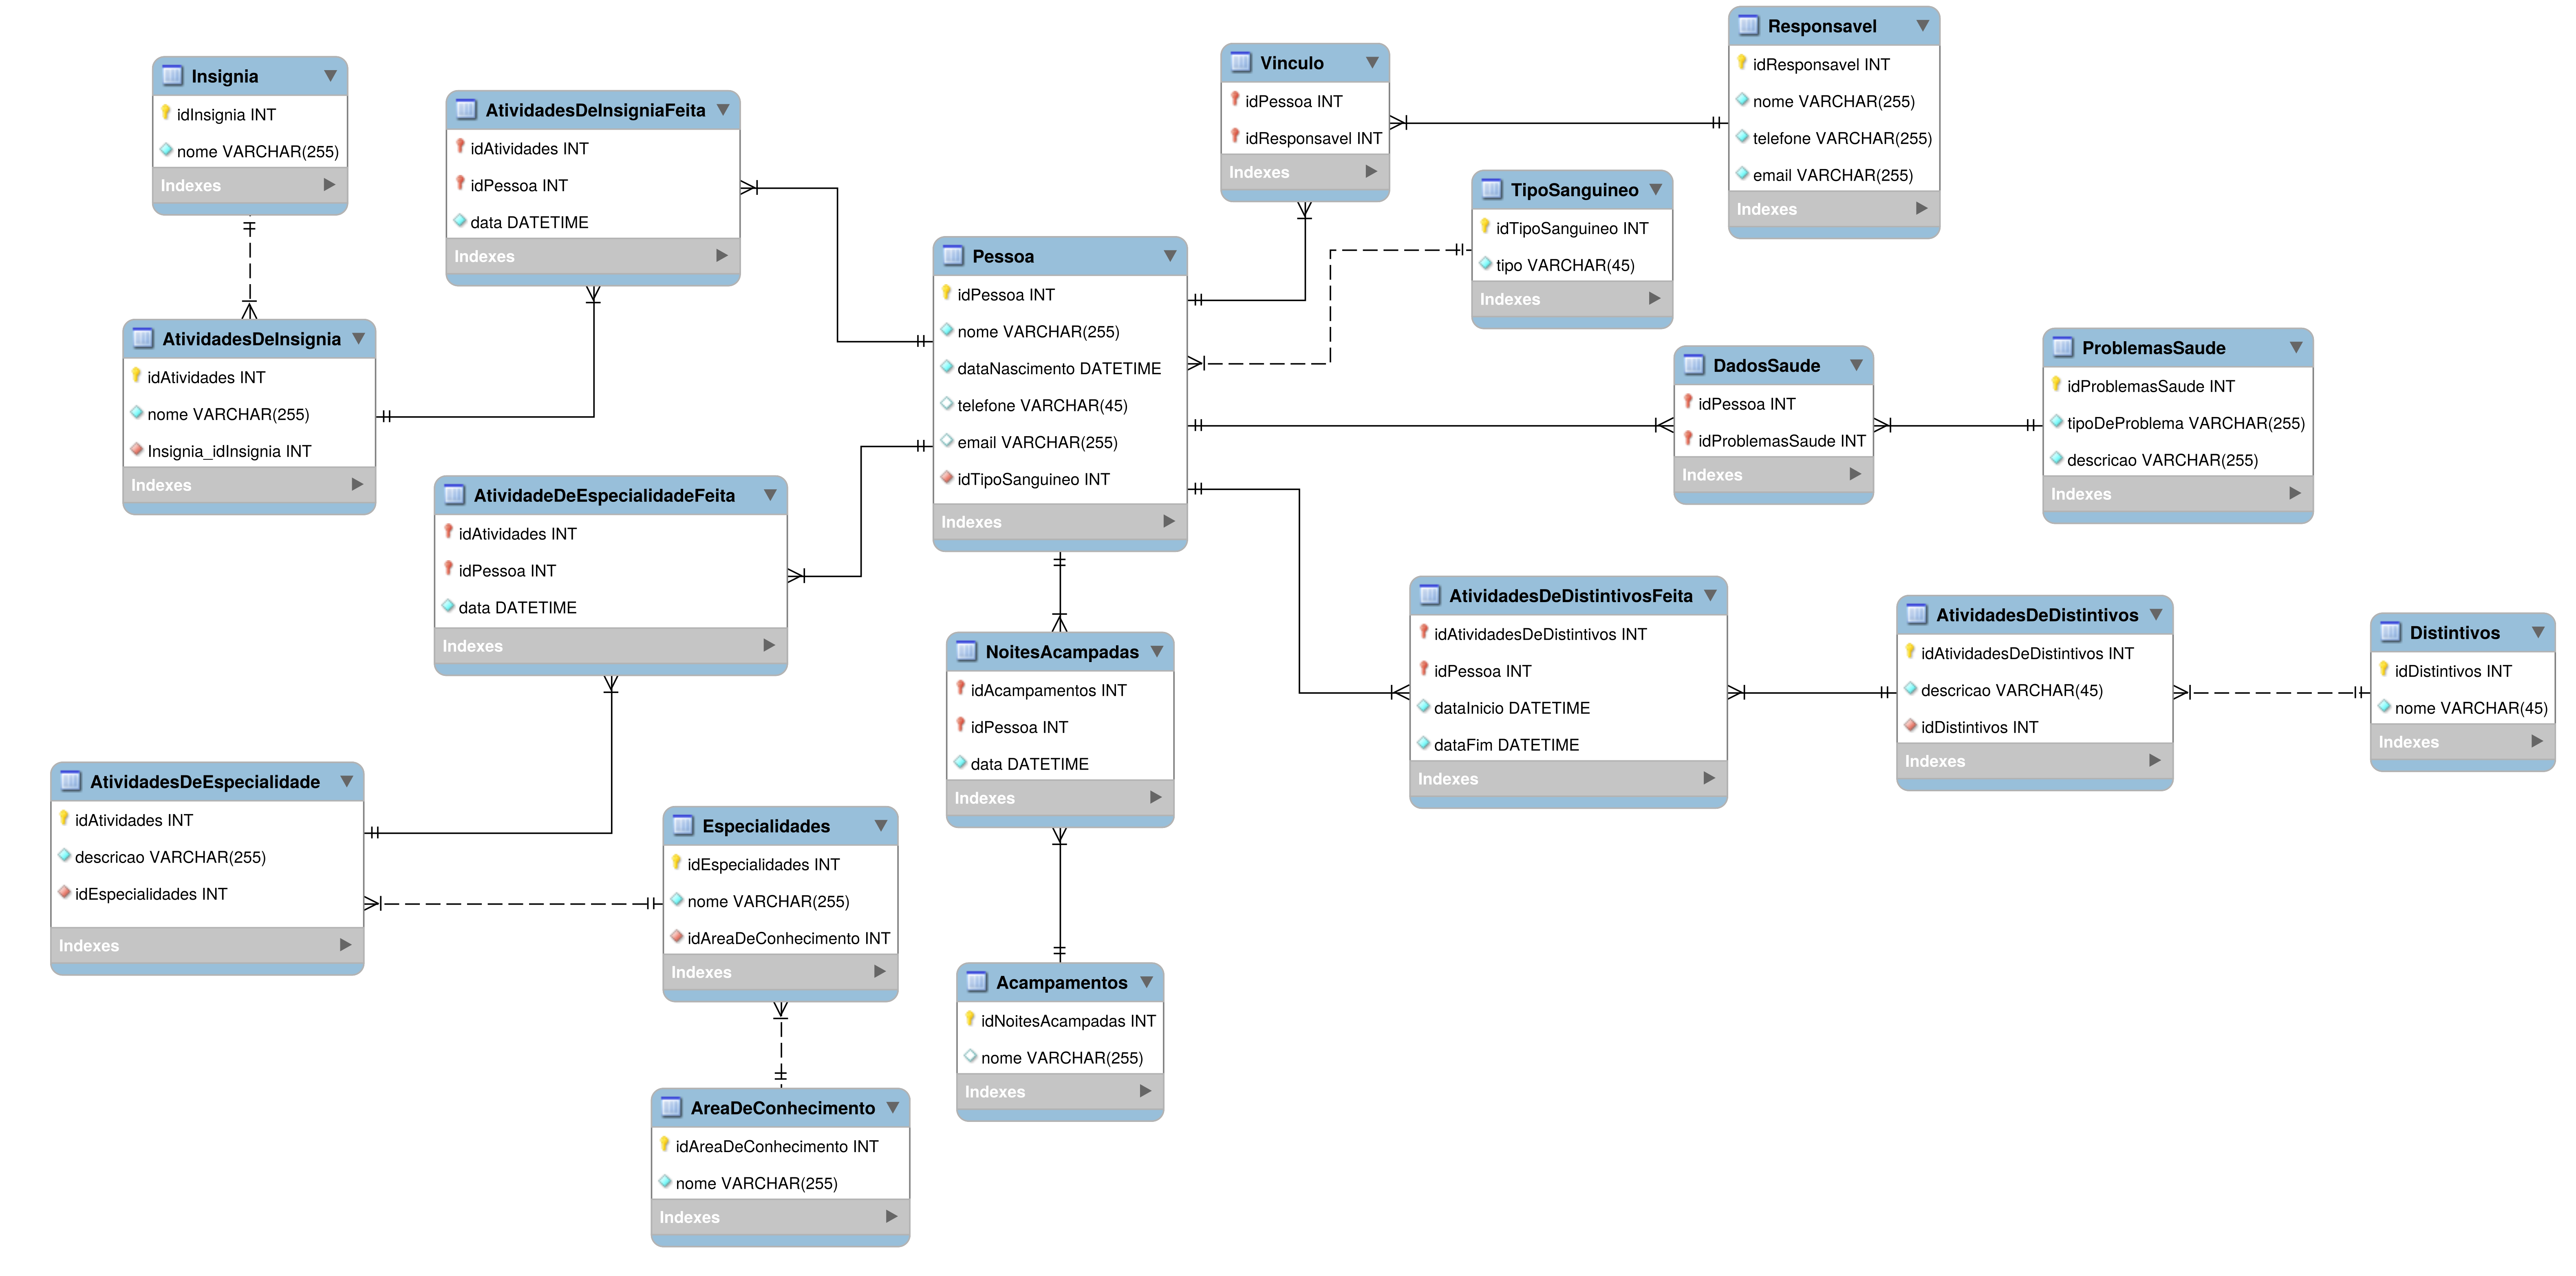 Insignia
idInsignia INT
nome VARCHAR(255)
Indexes
AtividadesDeInsigniaFeita
idAtividades INT
idPessoa INT
data DATETIME
Indexes
Vinculo
idPessoa INT
idResponsavel INT
Indexes
Responsavel
idResponsavel INT
nome VARCHAR(255)
telefone VARCHAR(255)
email VARCHAR(255)
Indexes
TipoSanguineo
idTipoSanguineo INT
tipo VARCHAR(45)
Indexes
Pessoa
idPessoa INT
nome VARCHAR(255)
dataNascimento DATETIME
telefone VARCHAR(45)
email VARCHAR(255)
idTipoSanguineo INT
Indexes
AtividadesDeInsignia
idAtividades INT
nome VARCHAR(255)
Insignia_idInsignia INT
Indexes
DadosSaude
idPessoa INT
idProblemasSaude INT
Indexes
ProblemasSaude
idProblemasSaude INT
tipoDeProblema VARCHAR(255)
descricao VARCHAR(255)
Indexes
AtividadeDeEspecialidadeFeita
idAtividades INT
idPessoa INT
data DATETIME
Indexes
NoitesAcampadas
idAcampamentos INT
idPessoa INT
data DATETIME
Indexes
AtividadesDeDistintivosFeita
idAtividadesDeDistintivos INT
idPessoa INT
dataInicio DATETIME
dataFim DATETIME
Indexes
AtividadesDeDistintivos
idAtividadesDeDistintivos INT
descricao VARCHAR(45)
idDistintivos INT
Indexes
Distintivos
idDistintivos INT
nome VARCHAR(45)
Indexes
AtividadesDeEspecialidade
idAtividades INT
descricao VARCHAR(255)
idEspecialidades INT
Indexes
Especialidades
idEspecialidades INT
nome VARCHAR(255)
idAreaDeConhecimento INT
Indexes
Acampamentos
idNoitesAcampadas INT
nome VARCHAR(255)
Indexes
AreaDeConhecimento
idAreaDeConhecimento INT
nome VARCHAR(255)
Indexes